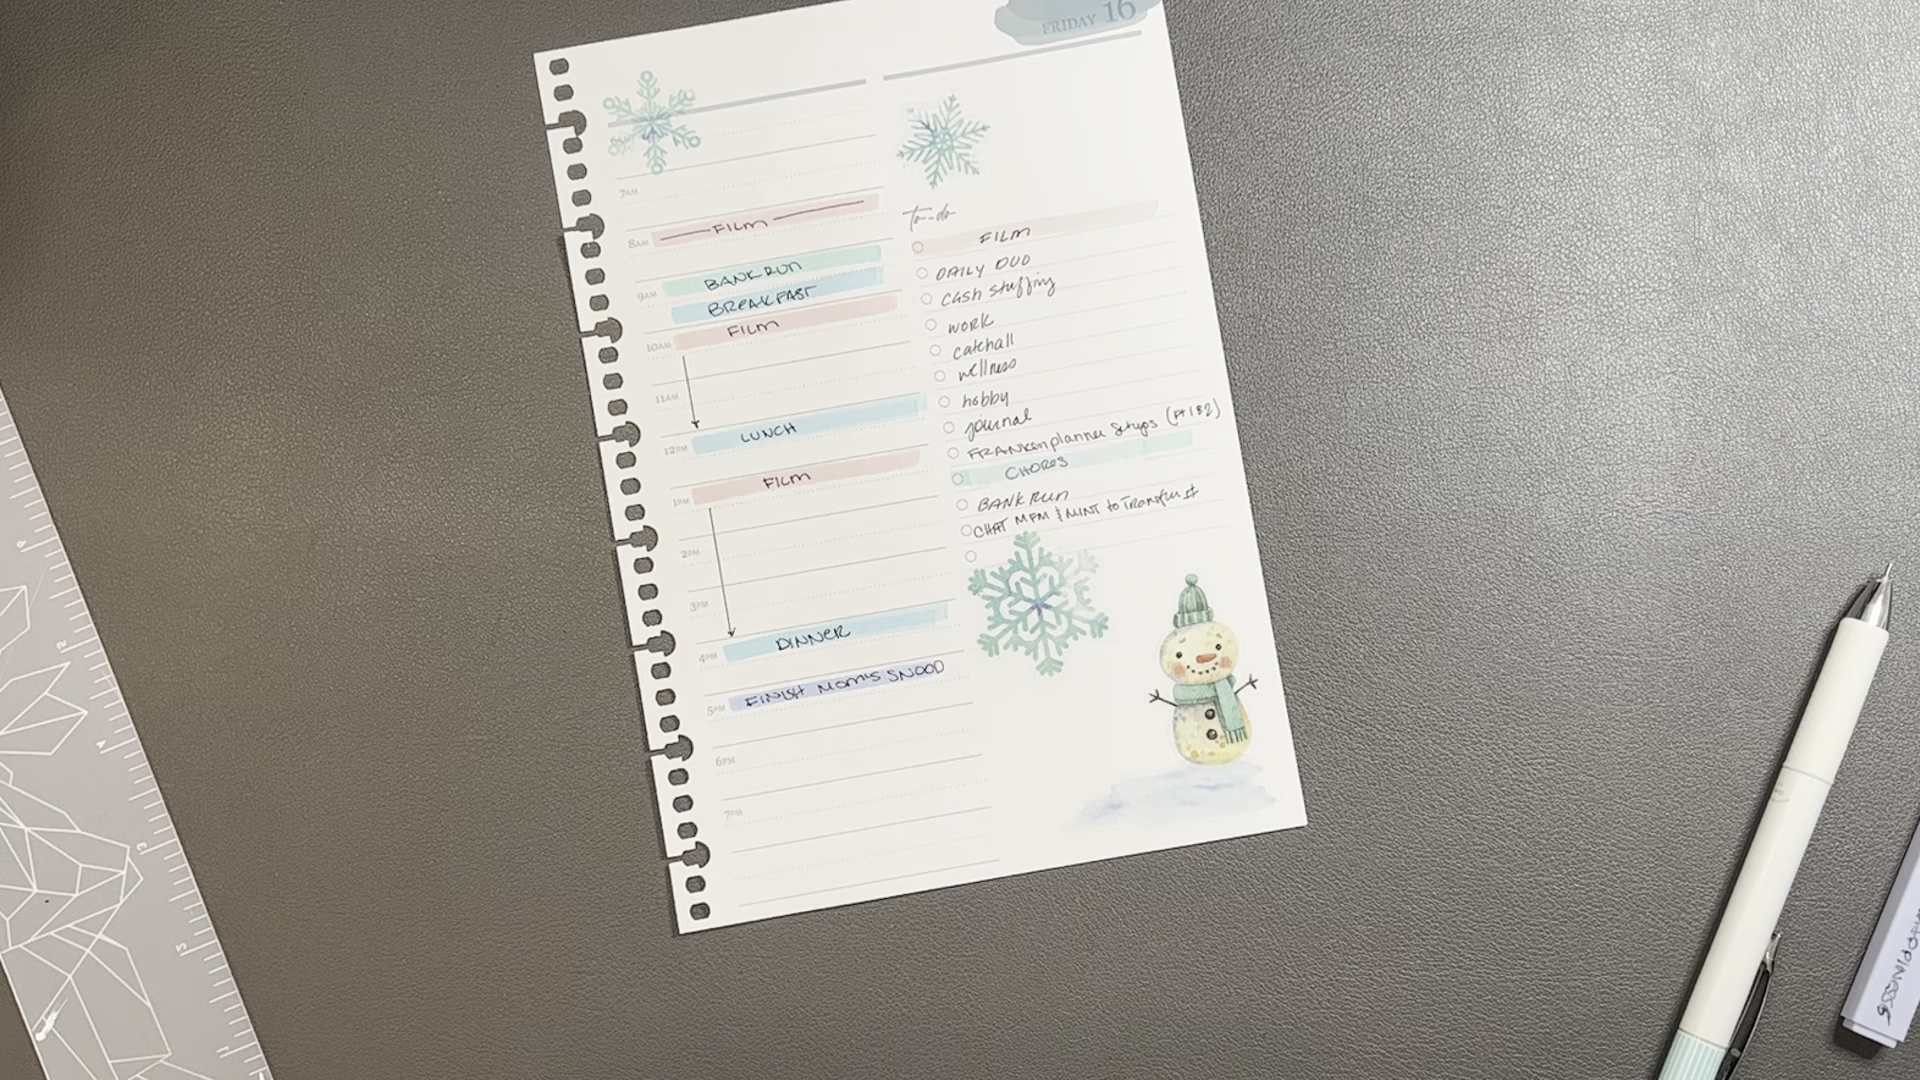 FRIDAY 16
7AM
8AM
FILM
9AM
BANK RUN
BREAKFAST
10AM
FILM
11AM
12PM
LUNCH
1PM
FILM
2PM
3PM
4PM
DINNER
5PM
FINISH MOM'S SNOOD
6PM
7PM
To-do
FILM
DAILY DUO
cash stuffing
work
catchall
wellness
hobby
journal
FRANKenplanner Setups (pt 1 & 2)
CHORES
BANK RUN
CHAT MFM & MINT to Transfer $